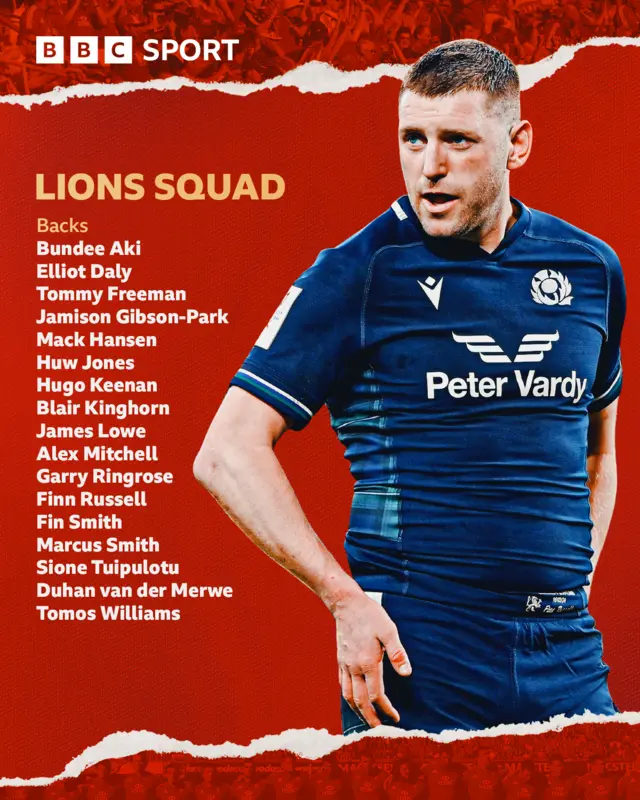 BBC SPORT
LIONS SQUAD
Backs
Bundee Aki
Elliot Daly
Tommy Freeman
Jamison Gibson-Park
Mack Hansen
Huw Jones
Hugo Keenan
Blair Kinghorn
James Lowe
Alex Mitchell
Garry Ringrose
Finn Russell
Fin Smith
Marcus Smith
Sione Tuipulotu
Duhan van der Merwe
Tomos Williams
Peter Vardy